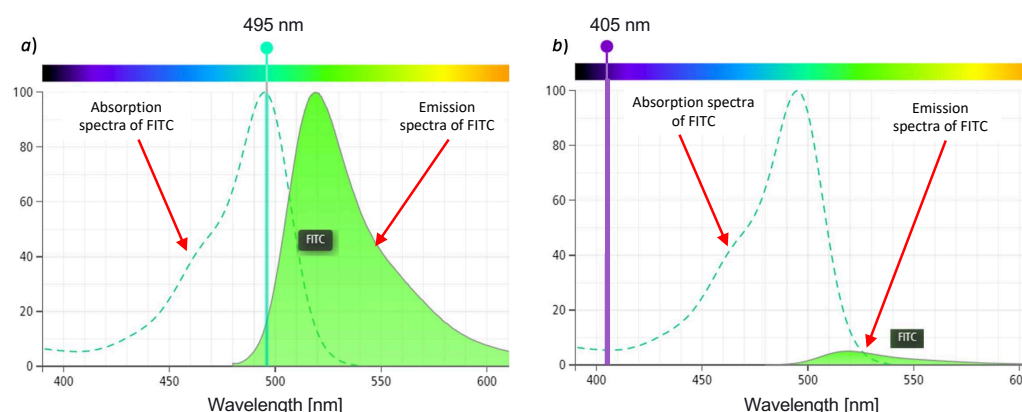 495 nm
a)
Absorption
spectra of FITC
Emission
spectra of FITC
100
80
60
40
20
0
FITC
400
450
500
550
600
Wavelength [nm]
405 nm
b)
Absorption spectra
of FITC
Emission
spectra of FITC
100
80
60
40
20
0
FITC
400
450
500
550
600
Wavelength [nm]